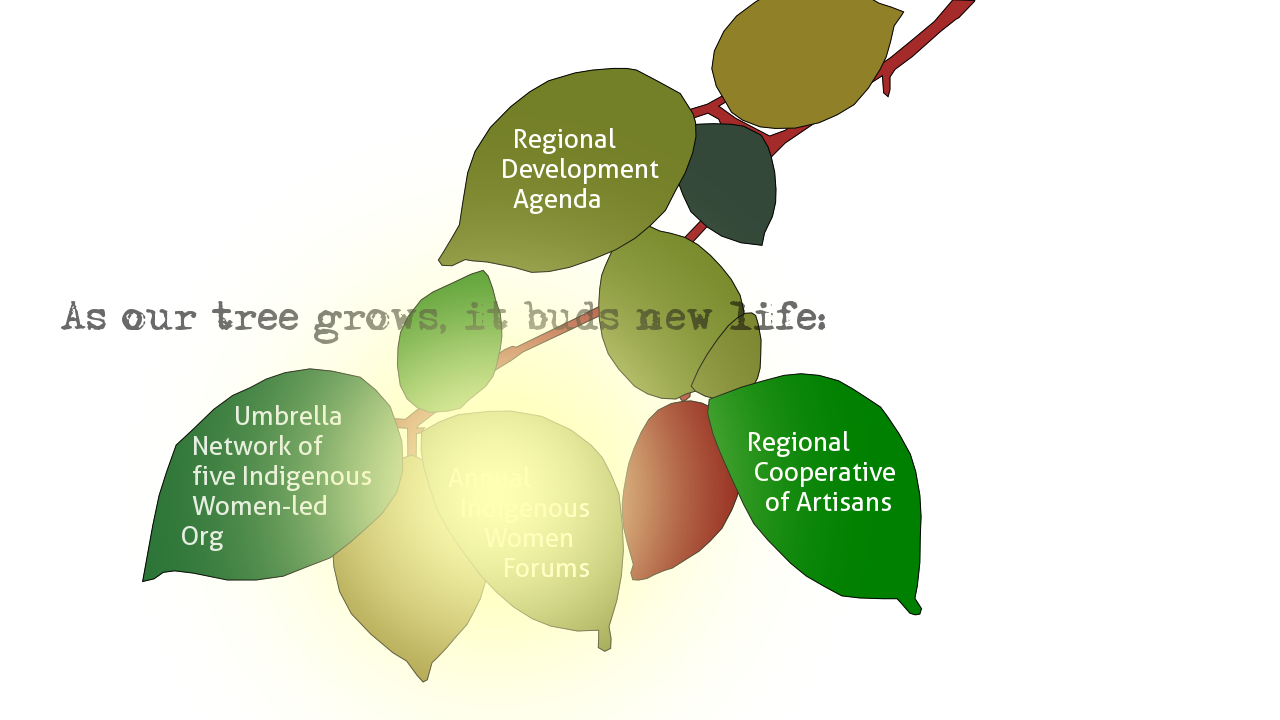 Regional
Development
Agenda
As our tree grows, it buds new life:
Umbrella
Network of
five Indigenous
Women-led
Org
Annual
Indigenous
Women
Forums
Regional
Cooperative
of Artisans